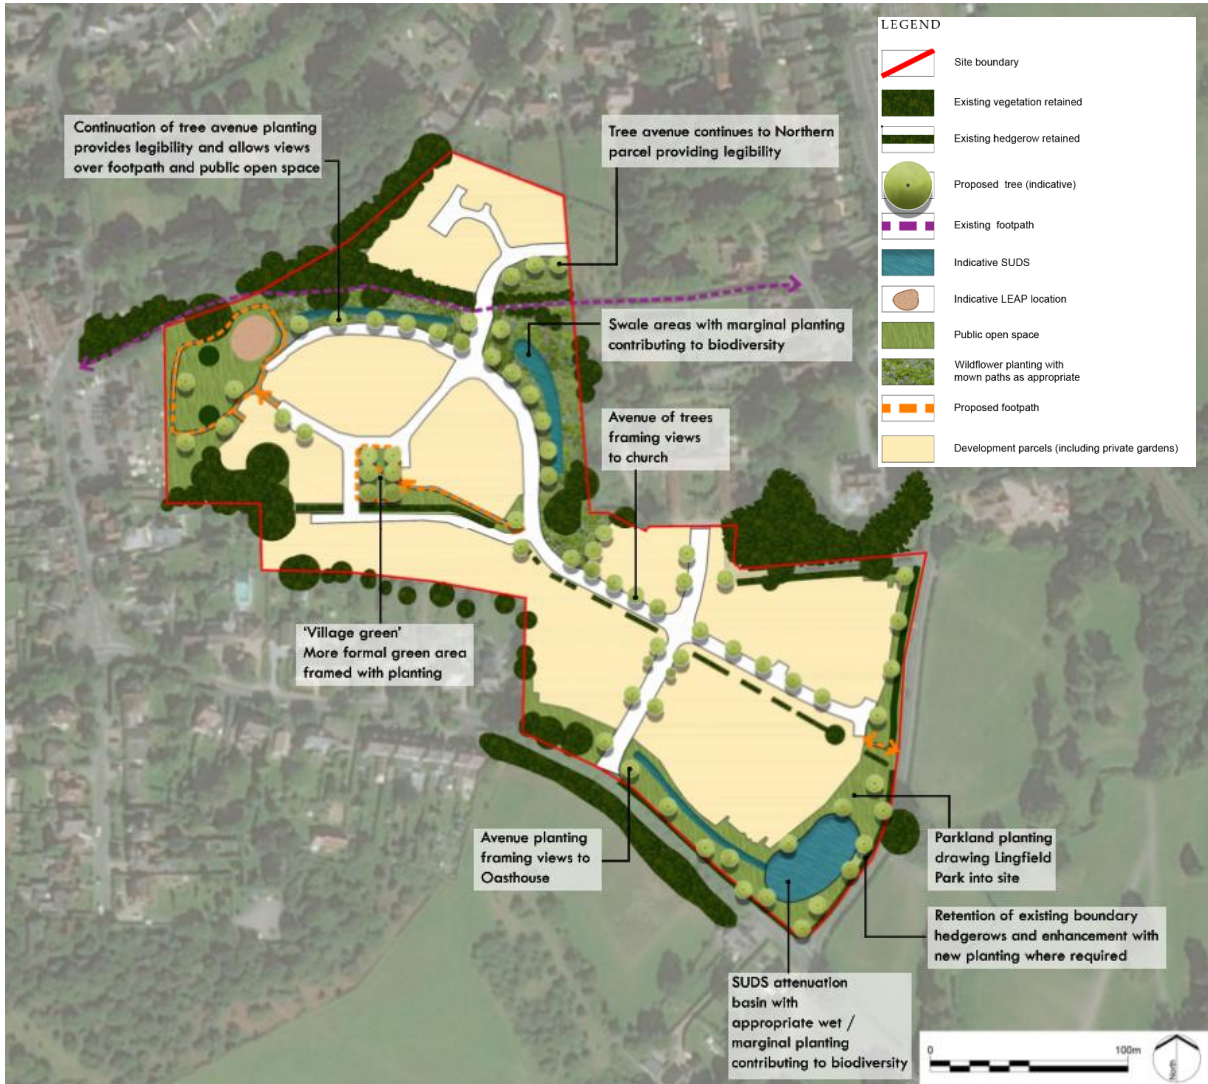 LEGEND
Site boundary
Existing vegetation retained
Existing hedgerow retained
Proposed tree (indicative)
Existing footpath
Indicative SUDS
Indicative LEAP location
Public open space
Wildflower planting with
mown paths as appropriate
Proposed footpath
Development parcels (including private gardens)
Continuation of tree avenue planting
provides legibility and allows views
over footpath and public open space
Tree avenue continues to Northern
parcel providing legibility
Swale areas with marginal planting
contributing to biodiversity
Avenue of trees
framing views
to church
'Village green'
More formal green area
framed with planting
Avenue planting
framing views to
Oasthouse
Parkland planting
drawing Lingfield
Park into site
Retention of existing boundary
hedgerows and enhancement with
new planting where required
SUDS attenuation
basin with
appropriate wet /
marginal planting
contributing to biodiversity
0
100m
North